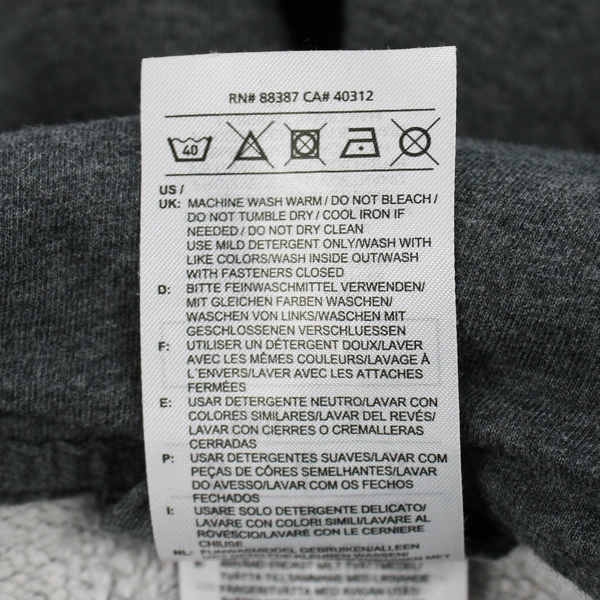 RN# 88387 CA# 40312
40
US /
UK: MACHINE WASH WARM / DO NOT BLEACH /
DO NOT TUMBLE DRY / COOL IRON IF
NEEDED / DO NOT DRY CLEAN
USE MILD DETERGENT ONLY/WASH WITH
LIKE COLORS/WASH INSIDE OUT/WASH
WITH FASTENERS CLOSED
D: BITTE FEINWASCHMITTEL VERWENDEN/
MIT GLEICHEN FARBEN WASCHEN/
WASCHEN VON LINKS/WASCHEN MIT
GESCHLOSSENEN VERSCHLUESSEN
F: UTILISER UN DÉTERGENT DOUX/LAVER
AVEC LES MÊMES COULEURS/LAVAGE À
L'ENVERS/LAVER AVEC LES ATTACHES
FERMÉES
E: USAR DETERGENTE NEUTRO/LAVAR CON
COLORES SIMILARES/LAVAR DEL REVÉS/
LAVAR CON CIERRES O CREMALLERAS
CERRADAS
P: USAR DETERGENTES SUAVES/LAVAR COM
PEÇAS DE CÔRES SEMELHANTES/LAVAR
DO AVESSO/LAVAR COM OS FECHOS
FECHADOS
I: USARE SOLO DETERGENTE DELICATO/
LAVARE CON COLORI SIMILI/LAVARE AL
ROVESCIO/LAVARE CON LE CERNIERE
CHIUSE
NL: FIJNWASMIDDEL GEBRUIKEN/ALLEEN